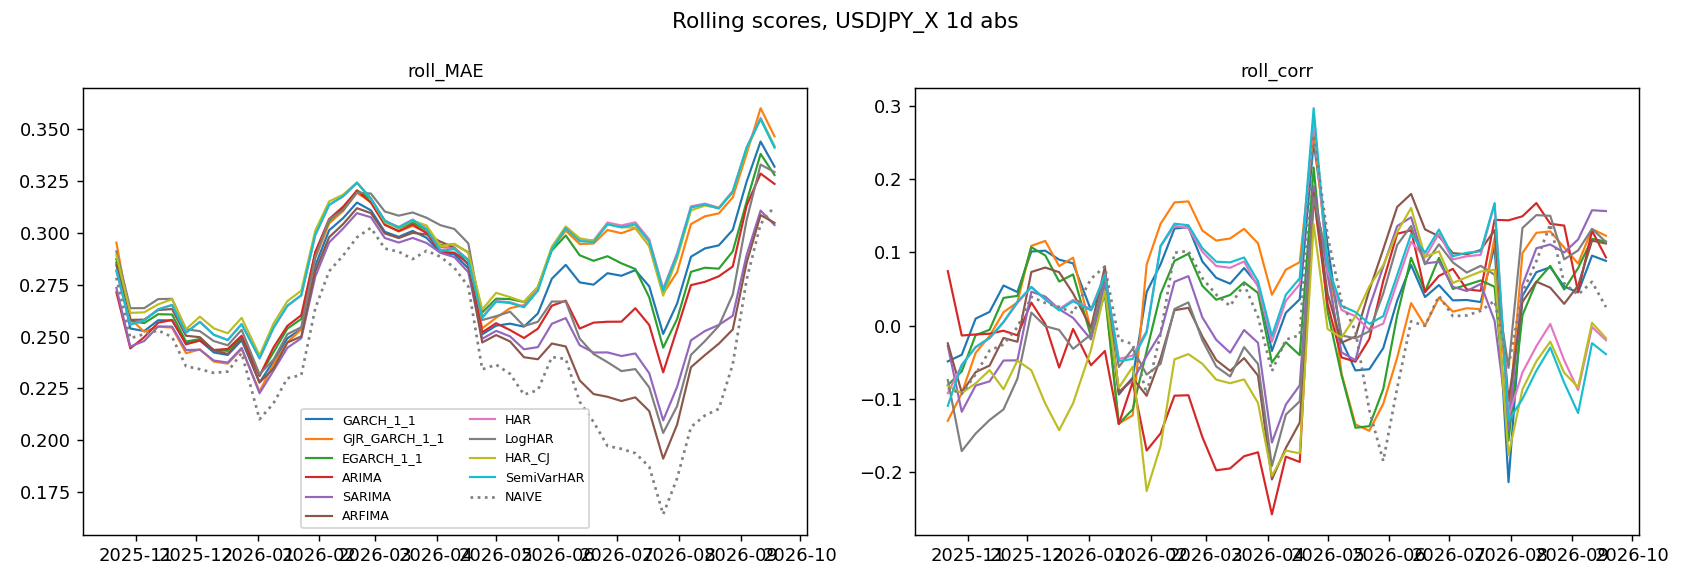 Rolling scores, USDJPY_X 1d abs
roll_MAE
0.350
0.325
0.300
0.275
0.250
0.225
0.200
0.175
GARCH_1_1
GJR_GARCH_1_1
EGARCH_1_1
ARIMA
SARIMA
ARFIMA
HAR
LogHAR
HAR_CJ
SemiVarHAR
NAIVE
2025-11
2025-12
2026-01
2026-02
2026-03
2026-04
2026-05
2026-06
2026-07
2026-08
2026-09
2026-10
roll_corr
0.3
0.2
0.1
0.0
−0.1
−0.2
2025-11
2025-12
2026-01
2026-02
2026-03
2026-04
2026-05
2026-06
2026-07
2026-08
2026-09
2026-10